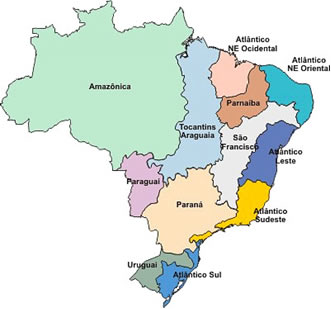 Atlântico
NE Ocidental
Atlântico
NE Oriental
Amazônica
Parnaíba
Tocantins
Araguaia
São
Francisco
Atlântico
Leste
Paraguai
Paraná
Atlântico
Sudeste
Uruguai
Atlântico Sul